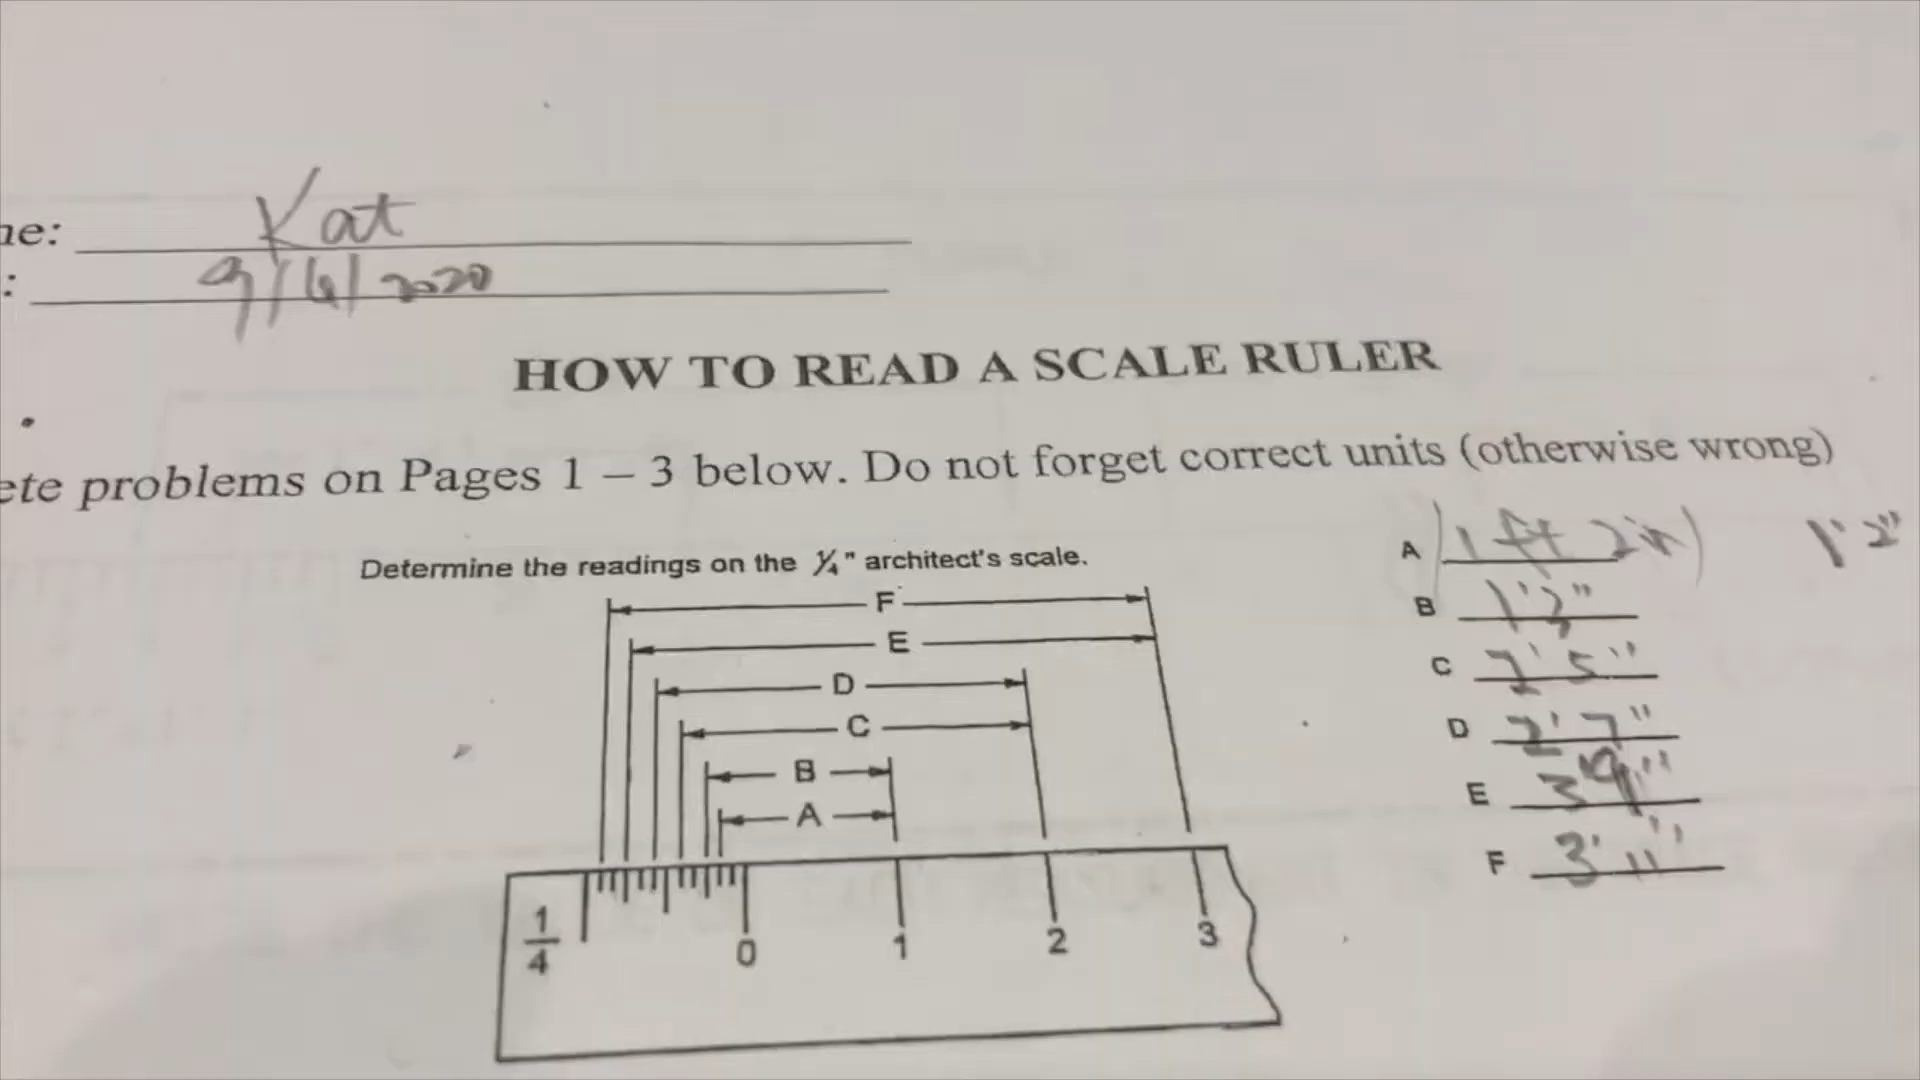 ne: Kat
: 9/6/2020
HOW TO READ A SCALE RULER
ete problems on Pages 1 – 3 below. Do not forget correct units (otherwise wrong)
Determine the readings on the ¼" architect's scale.
A (1 ft 2in) 1' 2"
B 1'3"
C 2'5"
D 2'7"
E 3'9"
F 3'11"
F
E
D
C
B
A
1/4
0 1 2 3